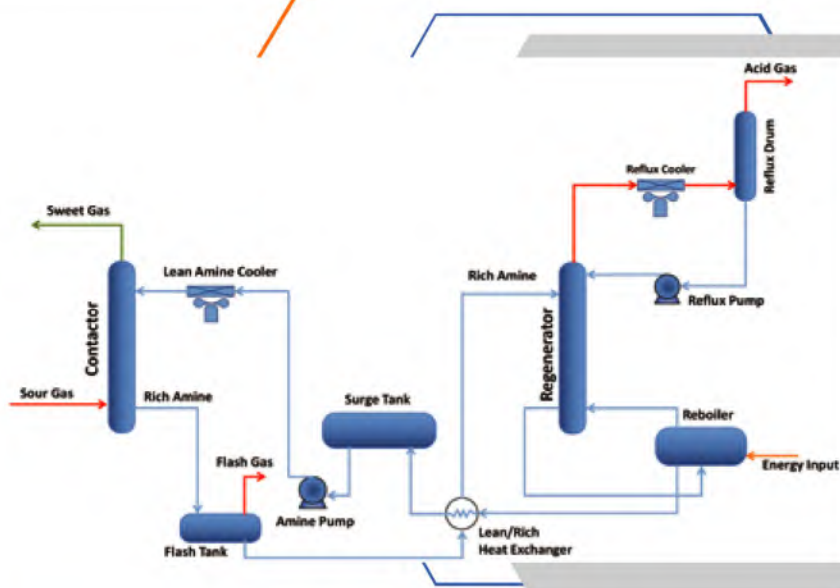 Acid Gas
Reflux Drum
Reflux Cooler
Sweet Gas
Lean Amine Cooler
Rich Amine
Reflux Pump
Contactor
Regenerator
Sour Gas
Rich Amine
Surge Tank
Reboiler
Energy Input
Flash Gas
Amine Pump
Flash Tank
Lean/Rich
Heat Exchanger